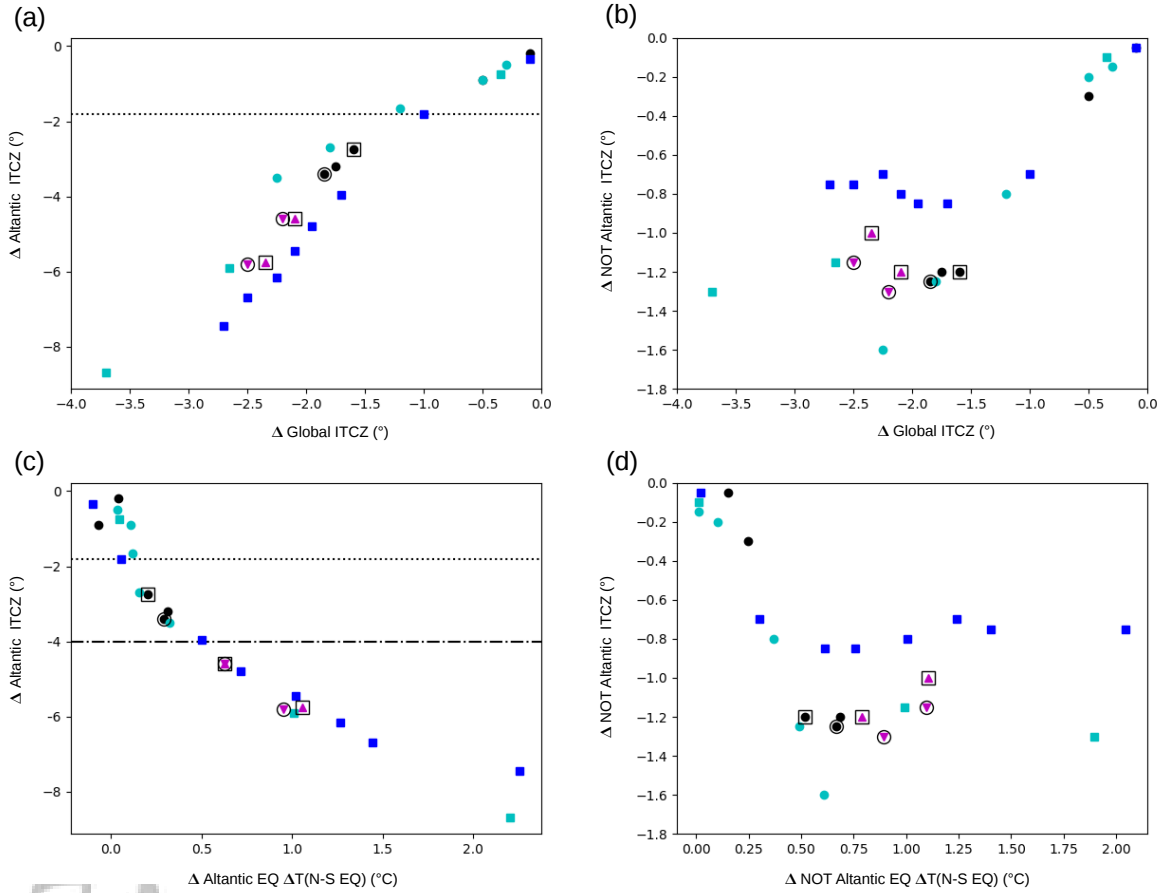 (a)
0
−2
−4
−6
−8
Δ Altantic ITCZ (°)
−4.0 −3.5 −3.0 −2.5 −2.0 −1.5 −1.0 −0.5 0.0
Δ Global ITCZ (°)
(b)
0.0
−0.2
−0.4
−0.6
−0.8
−1.0
−1.2
−1.4
−1.6
−1.8
Δ NOT Altantic ITCZ (°)
−4.0 −3.5 −3.0 −2.5 −2.0 −1.5 −1.0 −0.5 0.0
Δ Global ITCZ (°)
(c)
0
−2
−4
−6
−8
Δ Altantic ITCZ (°)
0.0 0.5 1.0 1.5 2.0
Δ Altantic EQ ΔT(N-S EQ) (°C)
(d)
0.0
−0.2
−0.4
−0.6
−0.8
−1.0
−1.2
−1.4
−1.6
−1.8
Δ NOT Altantic ITCZ (°)
0.00 0.25 0.50 0.75 1.00 1.25 1.50 1.75 2.00
Δ NOT Altantic EQ ΔT(N-S EQ) (°C)